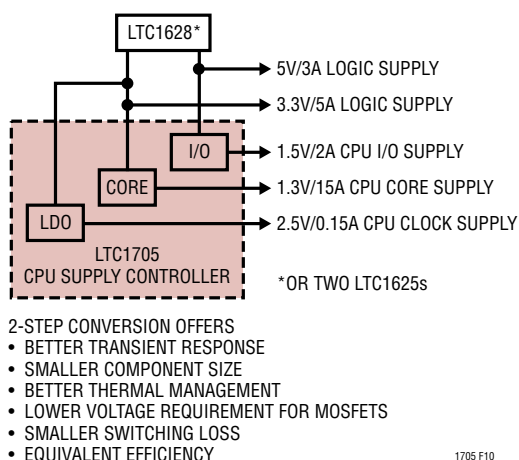 LTC1628*
5V/3A LOGIC SUPPLY
3.3V/5A LOGIC SUPPLY
I/O
1.5V/2A CPU I/O SUPPLY
CORE
1.3V/15A CPU CORE SUPPLY
LDO
2.5V/0.15A CPU CLOCK SUPPLY
LTC1705
CPU SUPPLY CONTROLLER
*OR TWO LTC1625s
2-STEP CONVERSION OFFERS
• BETTER TRANSIENT RESPONSE
• SMALLER COMPONENT SIZE
• BETTER THERMAL MANAGEMENT
• LOWER VOLTAGE REQUIREMENT FOR MOSFETS
• SMALLER SWITCHING LOSS
• EQUIVALENT EFFICIENCY
1705 F10